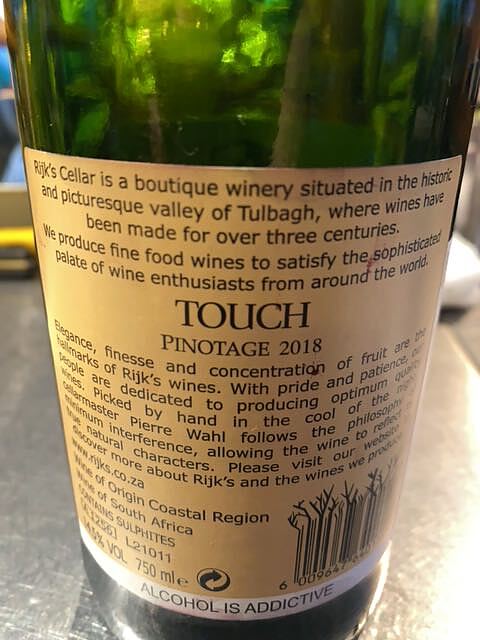 Rijk's Cellar is a boutique winery situated in the historic
and picturesque valley of Tulbagh, where wines have
been made for over three centuries.
We produce fine food wines to satisfy the sophisticated
palate of wine enthusiasts from around the world.
TOUCH
PINOTAGE 2018
Elegance, finesse and concentration of fruit are the
hallmarks of Rijk's wines. With pride and patience, our
people are dedicated to producing optimum quality
wines. Picked by hand in the cool of the night,
cellarmaster Pierre Wahl follows the philosophy
minimum interference, allowing the wine to reflect
natural characters. Please visit our website
discover more about Rijk's and the wines we produce
www.rijks.co.za
Wine of Origin Coastal Region
Wine of South Africa
CONTAINS SULPHITES
L21011
VOL 750 ml e
6 009647
ALCOHOL IS ADDICTIVE